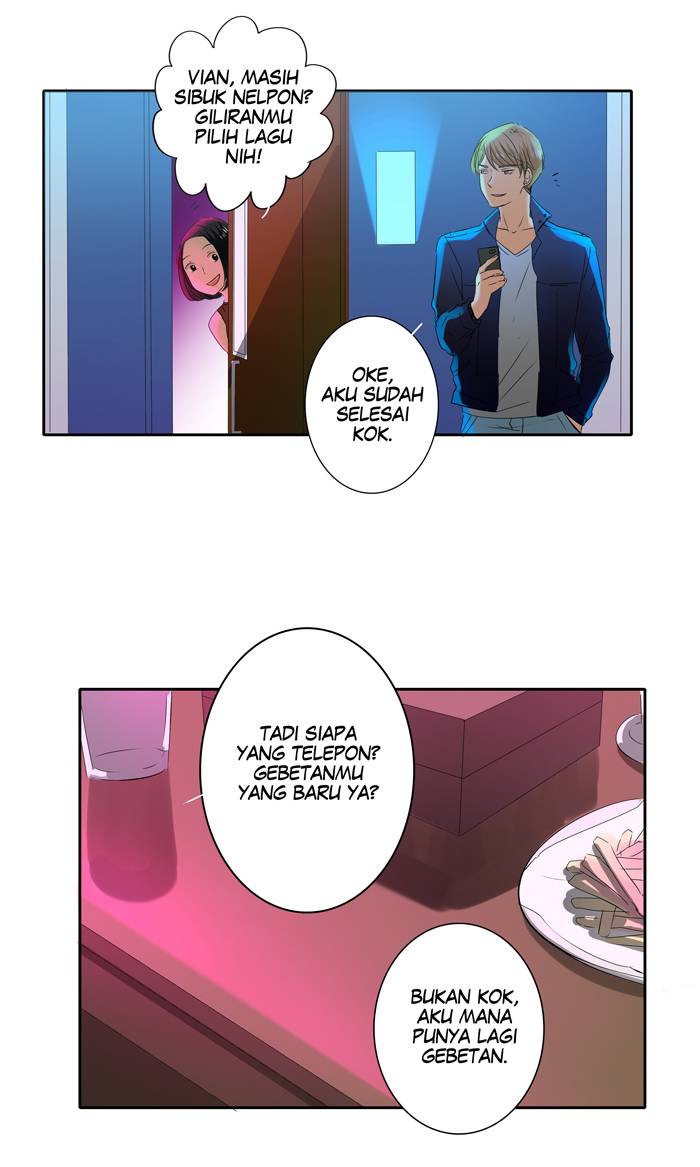 VIAN, MASIH
SIBUK NELPON?
GILIRANMU
PILIH LAGU
NIH!
OKE,
AKU SUDAH
SELESAI
KOK.
TADI SIAPA
YANG TELEPON?
GEBETANMU
YANG BARU YA?
BUKAN KOK,
AKU MANA
PUNYA LAGI
GEBETAN.